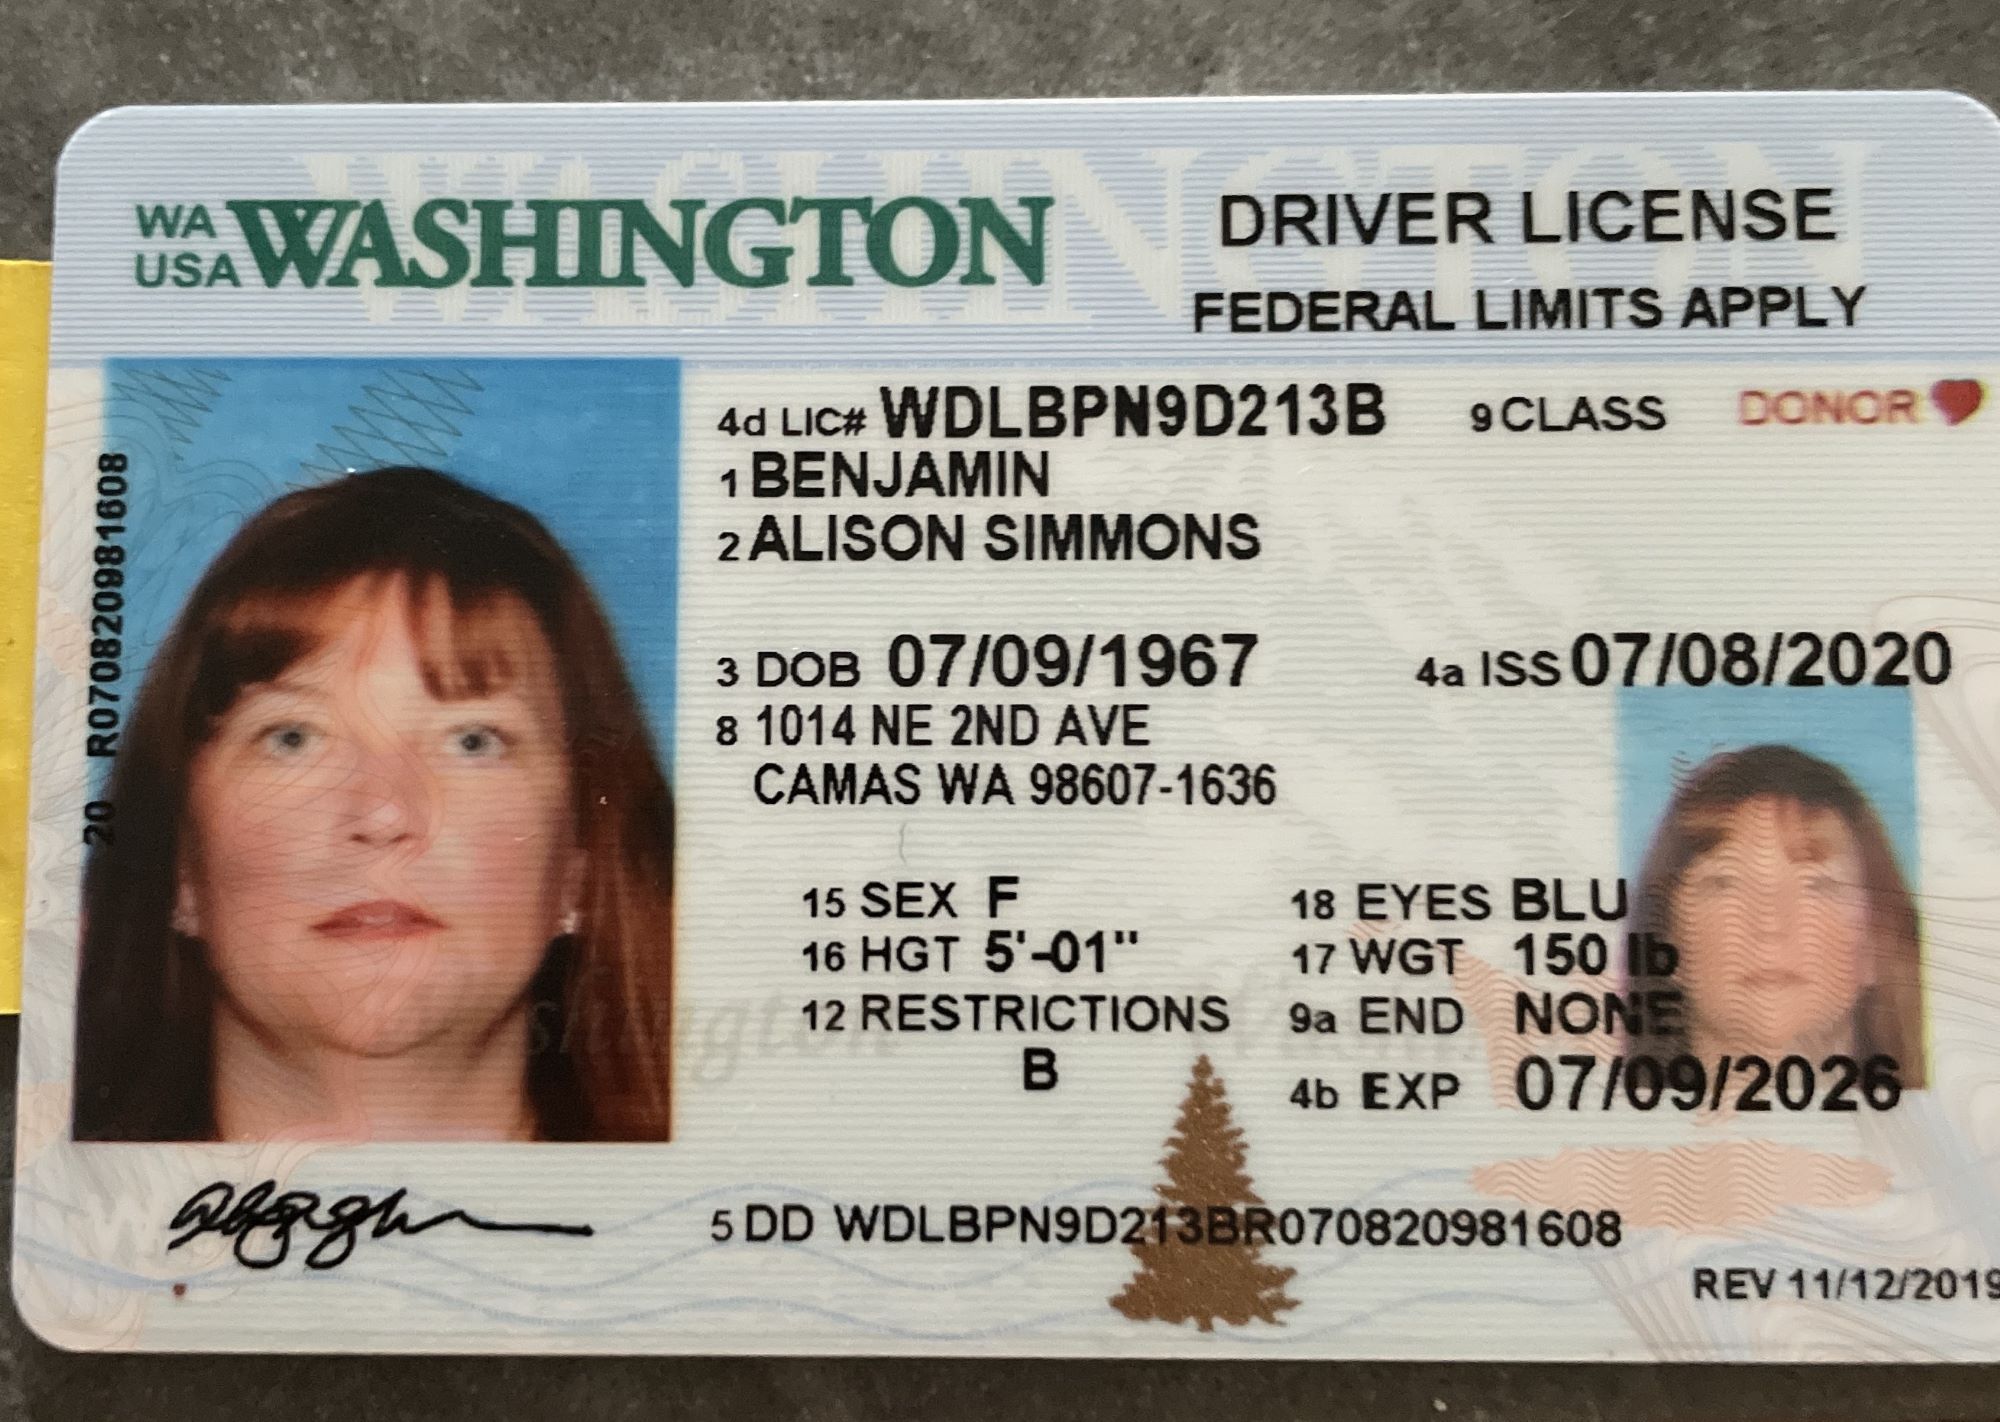 WA WASHINGTON
USA
DRIVER LICENSE
FEDERAL LIMITS APPLY
4d LIC# WDLBPN9D213B 9 CLASS DONOR
1 BENJAMIN
2 ALISON SIMMONS
3 DOB 07/09/1967 4a ISS 07/08/2020
8 1014 NE 2ND AVE
CAMAS WA 98607-1636
15 SEX F 18 EYES BLU
16 HGT 5'-01" 17 WGT 150 lb
12 RESTRICTIONS 9a END NONE
B
4b EXP 07/09/2026
5 DD WDLBPN9D213BR070820981608
REV 11/12/2019
20 R070820981608
WASHINGTON
Washington